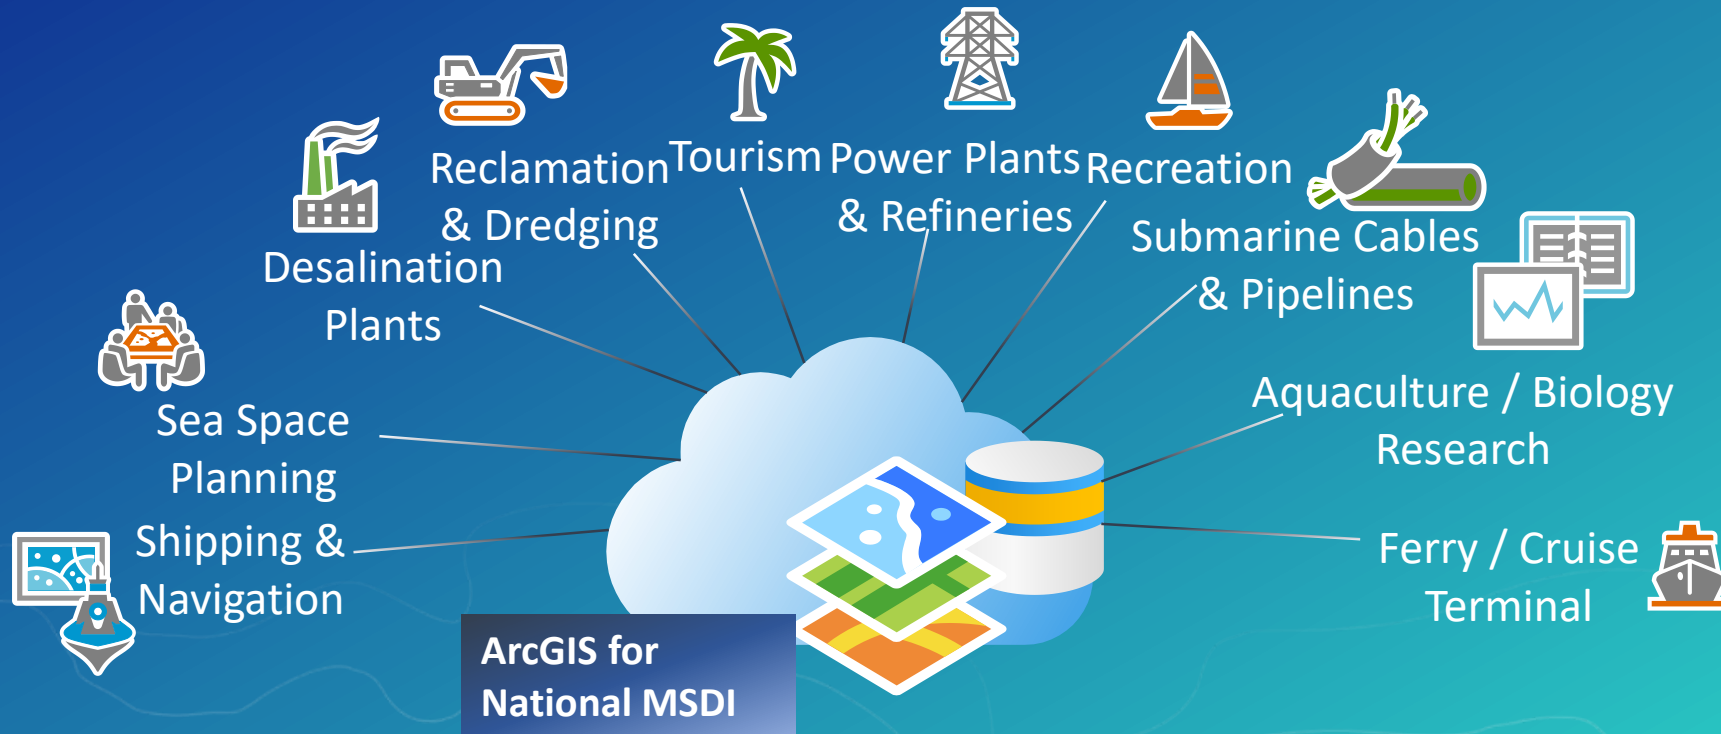 Reclamation
& Dredging
Tourism
Power Plants
& Refineries
Recreation
Submarine Cables
& Pipelines
Desalination
Plants
Aquaculture / Biology
Research
Sea Space
Planning
Shipping &
Navigation
Ferry / Cruise
Terminal
ArcGIS for
National MSDI